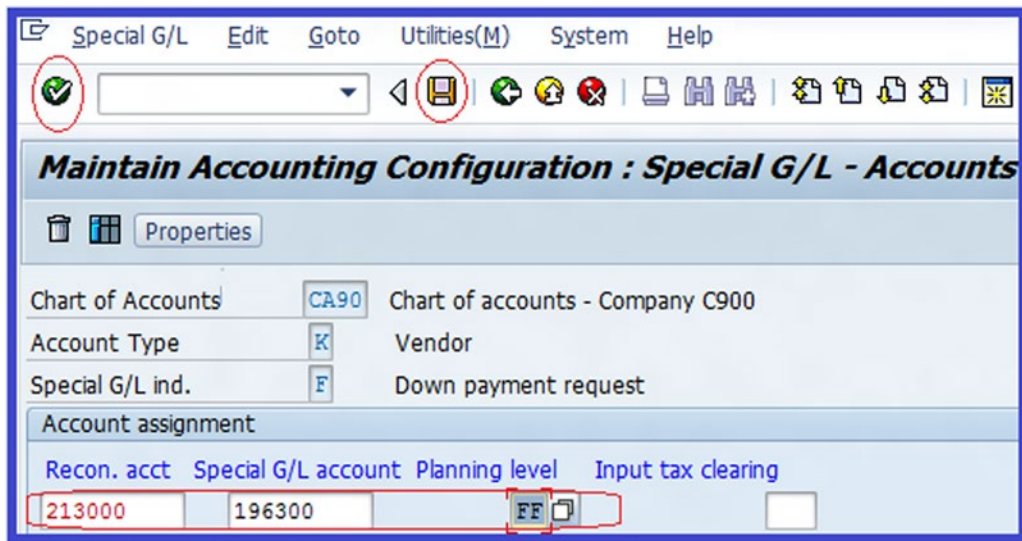 Special G/L Edit Goto Utilities(M) System Help
Maintain Accounting Configuration : Special G/L - Accounts
Properties
Chart of Accounts CA90 Chart of accounts - Company C900
Account Type K Vendor
Special G/L ind. F Down payment request
Account assignment
Recon. acct Special G/L account Planning level Input tax clearing
213000 196300 FF